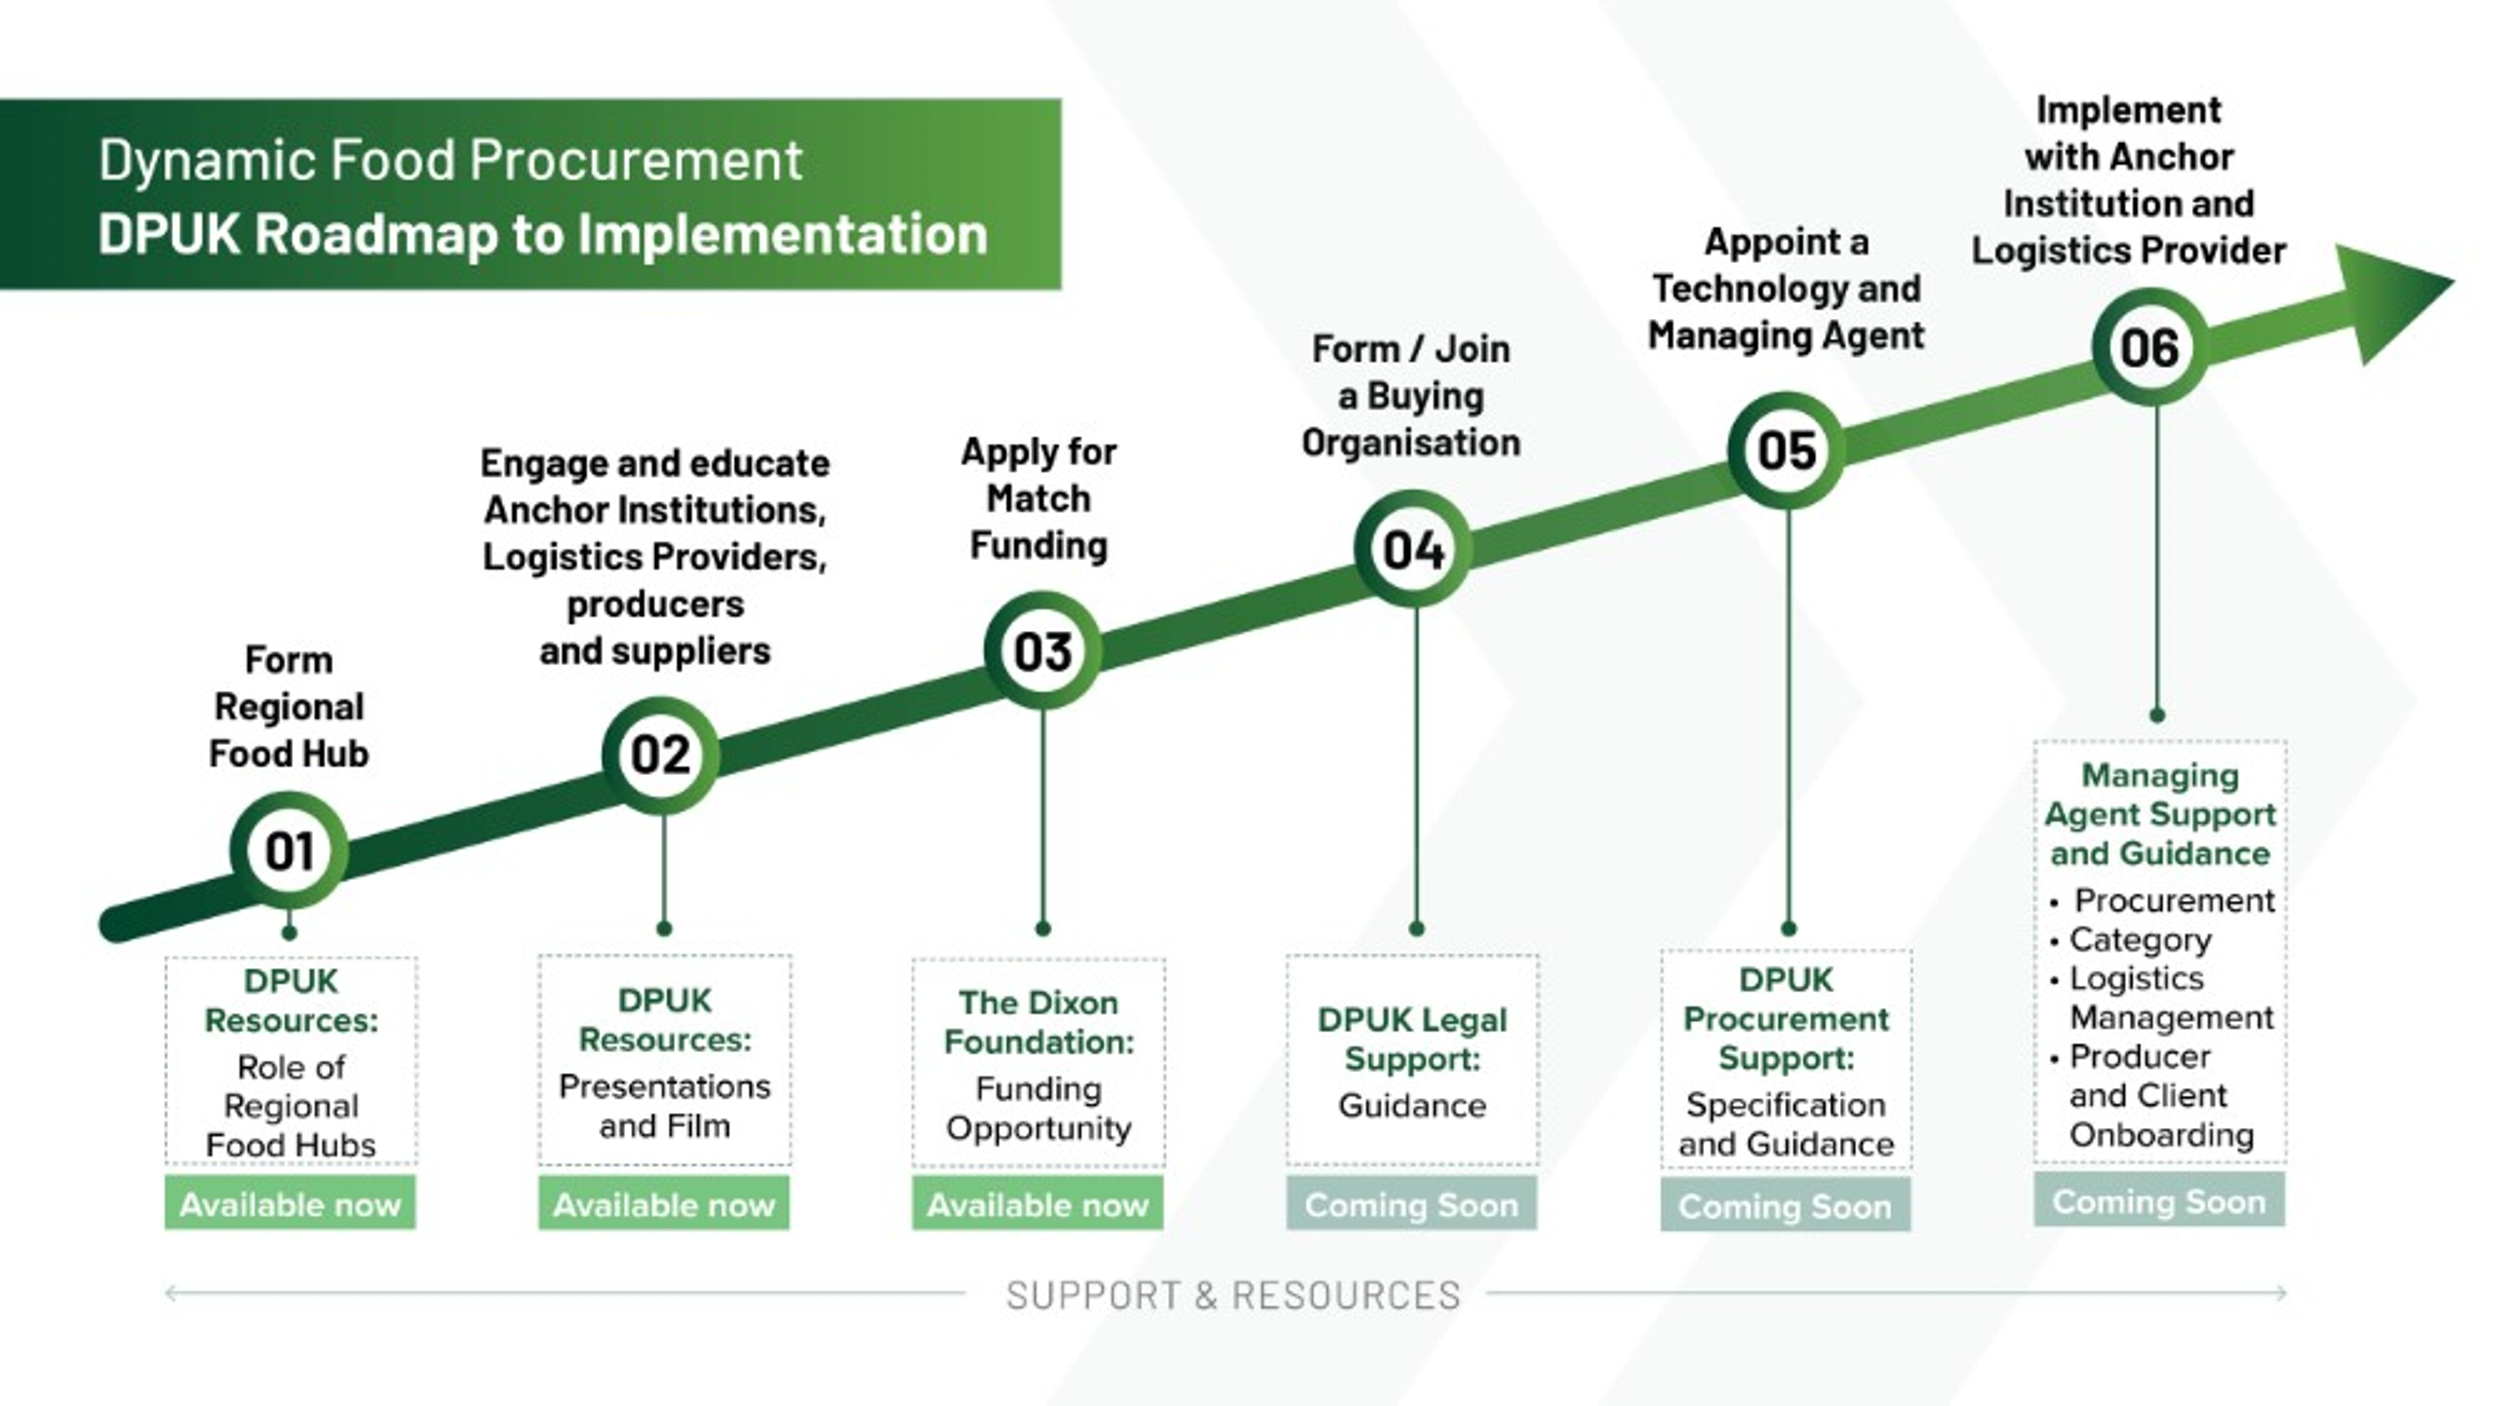 Dynamic Food Procurement
DPUK Roadmap to Implementation
Form
Regional
Food Hub
01
Engage and educate
Anchor Institutions,
Logistics Providers,
producers
and suppliers
02
Apply for
Match
Funding
03
Form / Join
a Buying
Organisation
04
Appoint a
Technology and
Managing Agent
05
Implement
with Anchor
Institution and
Logistics Provider
06
DPUK
Resources:
Role of
Regional
Food Hubs
Available now
DPUK
Resources:
Presentations
and Film
Available now
The Dixon
Foundation:
Funding
Opportunity
Available now
DPUK Legal
Support:
Guidance
Coming Soon
DPUK
Procurement
Support:
Specification
and Guidance
Coming Soon
Managing
Agent Support
and Guidance
• Procurement
• Category
• Logistics
Management
• Producer
and Client
Onboarding
Coming Soon
SUPPORT & RESOURCES